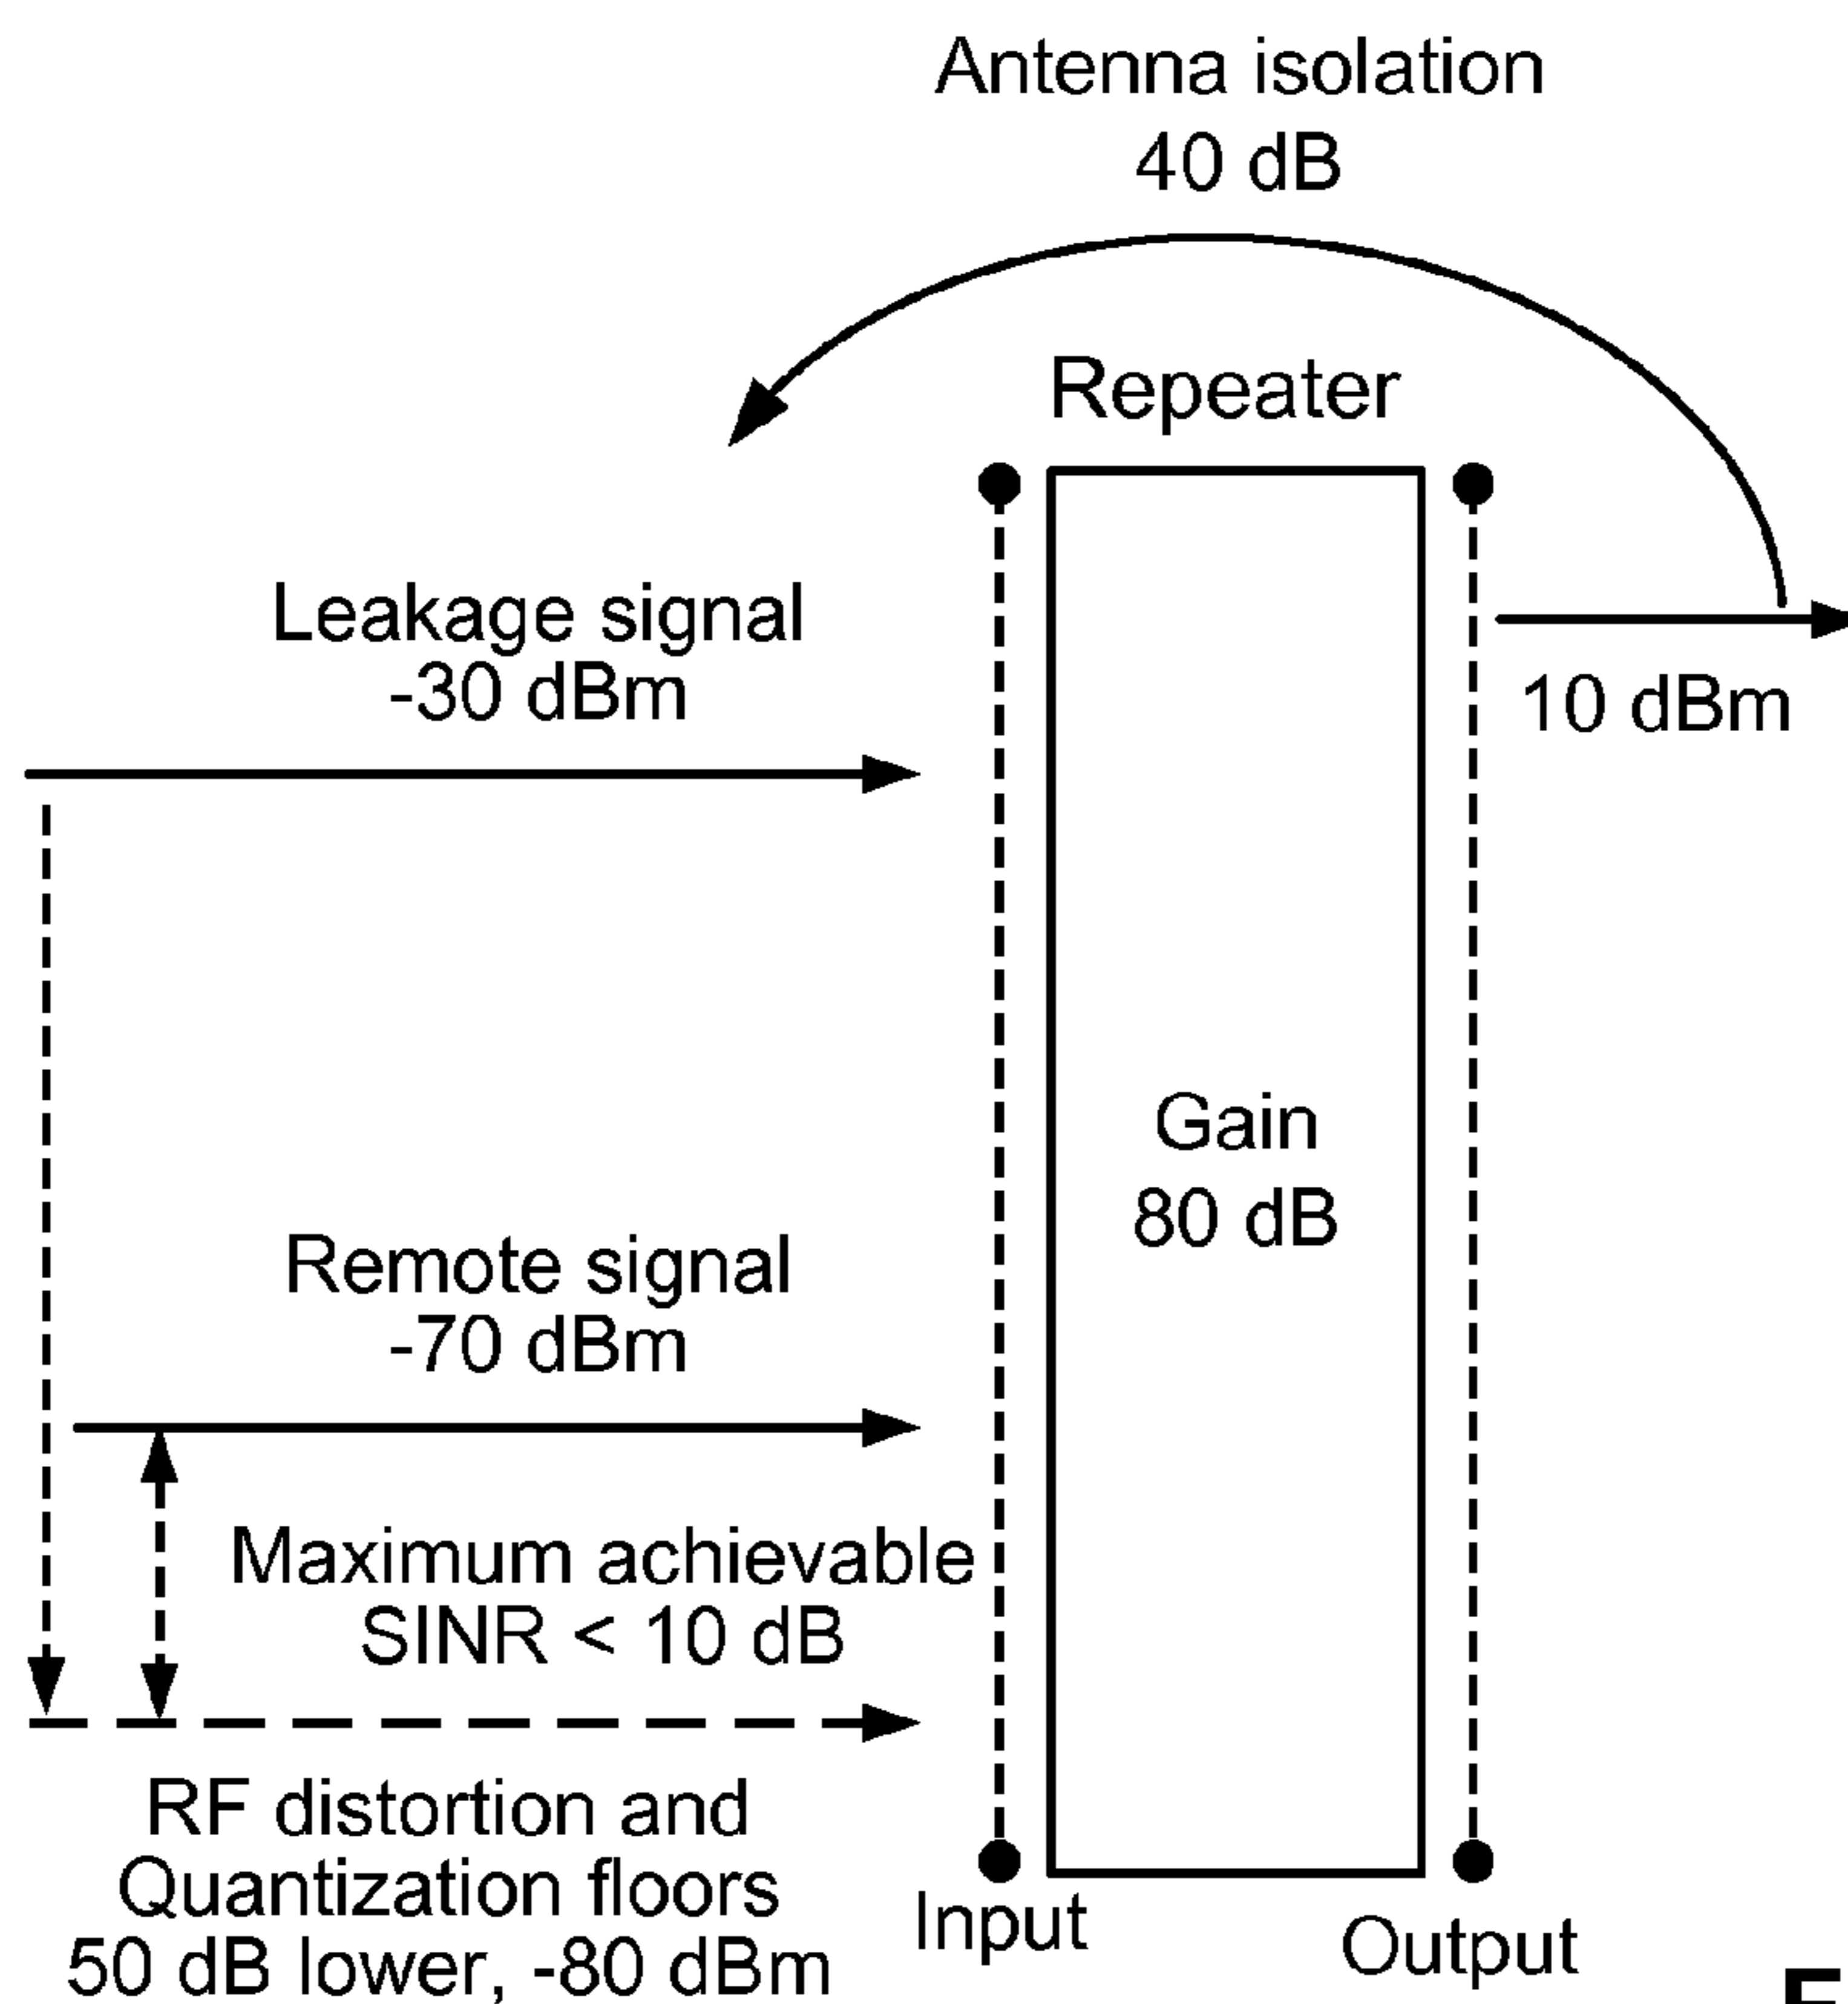 Antenna isolation
40 dB
Repeater
Leakage signal
-30 dBm
10 dBm
Gain
80 dB
Remote signal
-70 dBm
Maximum achievable
SINR < 10 dB
RF distortion and
Quantization floors
50 dB lower, -80 dBm
Input
Output